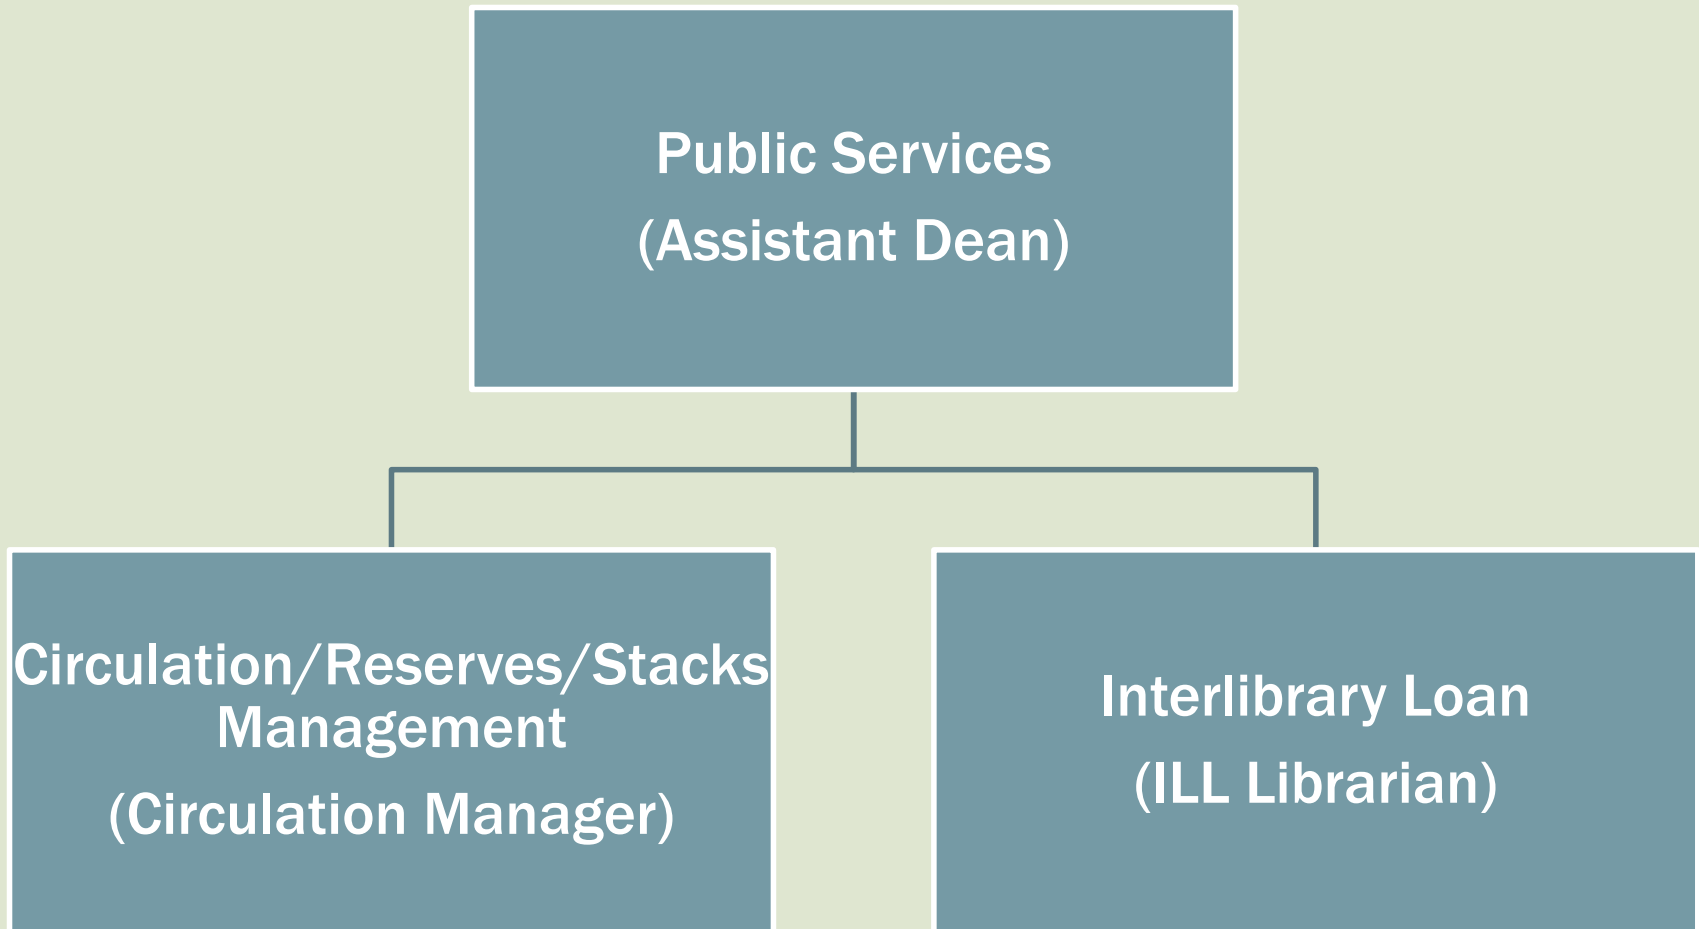 Public Services
(Assistant Dean)
Circulation/Reserves/Stacks
Management
(Circulation Manager)
Interlibrary Loan
(ILL Librarian)